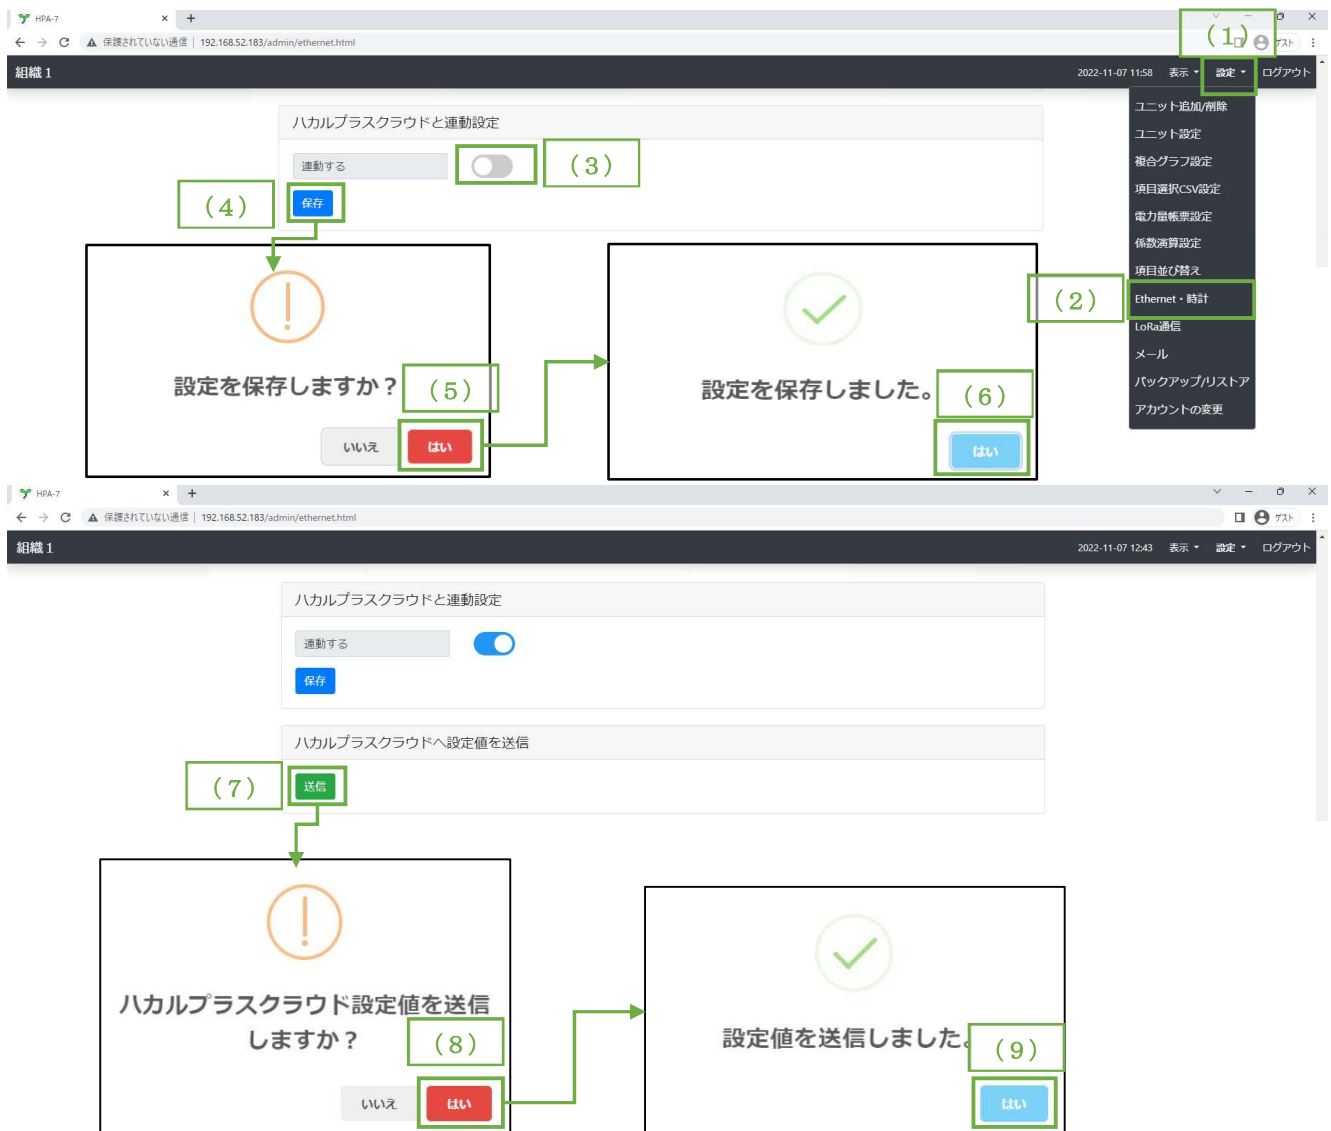 HPA-7
保護されていない通信 | 192.168.52.183/admin/ethernet.html
ゲスト
(1)
組織 1
2022-11-07 11:58 表示 設定 ログアウト
ユニット追加/削除
ユニット設定
複合グラフ設定
項目選択CSV設定
電力量帳票設定
係数演算設定
項目並び替え
Ethernet・時計
LoRa通信
メール
バックアップ/リストア
アカウントの変更
(2)
ハカルプラスクラウドと連動設定
連動する
(3)
(4)
保存
設定を保存しますか？
(5)
いいえ
はい
設定を保存しました。
(6)
はい
HPA-7
保護されていない通信 | 192.168.52.183/admin/ethernet.html
ゲスト
組織 1
2022-11-07 12:43 表示 設定 ログアウト
ハカルプラスクラウドと連動設定
連動する
保存
ハカルプラスクラウドへ設定値を送信
(7)
送信
ハカルプラスクラウド設定値を送信
しますか？
(8)
いいえ
はい
設定値を送信しました。
(9)
はい